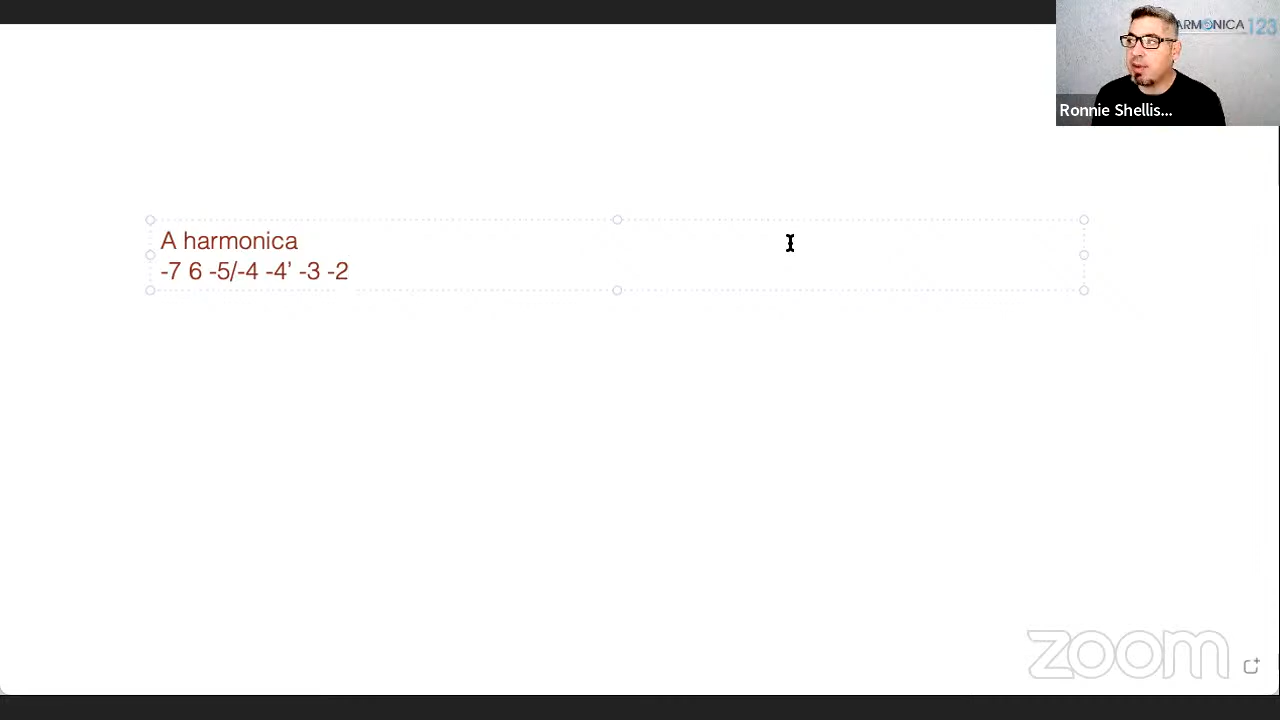 ARMONICA 123
Ronnie Shellis...
A harmonica
-7 6 -5/-4 -4’ -3 -2
zoom